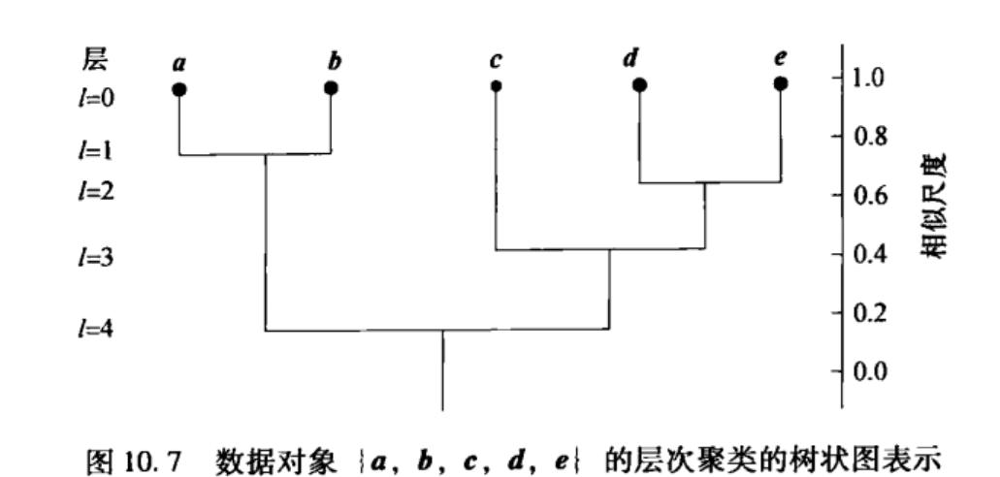 层
a b c d e
l=0
l=1
l=2
l=3
l=4
1.0
0.8
0.6
0.4
0.2
0.0
相似尺度
图 10.7 数据对象 {a, b, c, d, e} 的层次聚类的树状图表示